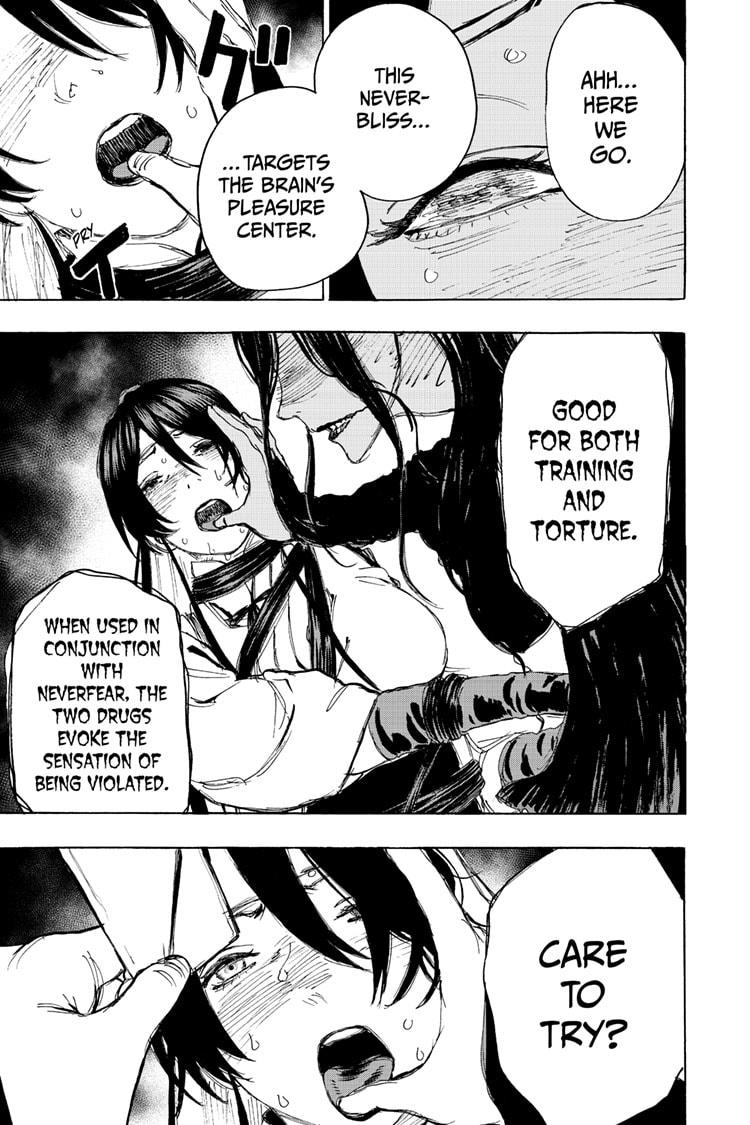 AHH...
HERE
WE
GO.
THIS
NEVER-
BLISS...
...TARGETS
THE BRAIN'S
PLEASURE
CENTER.
グ
PRY
イ
GOOD
FOR BOTH
TRAINING
AND
TORTURE.
WHEN USED IN
CONJUNCTION
WITH
NEVERFEAR, THE
TWO DRUGS
EVOKE THE
SENSATION OF
BEING VIOLATED.
CARE
TO
TRY?